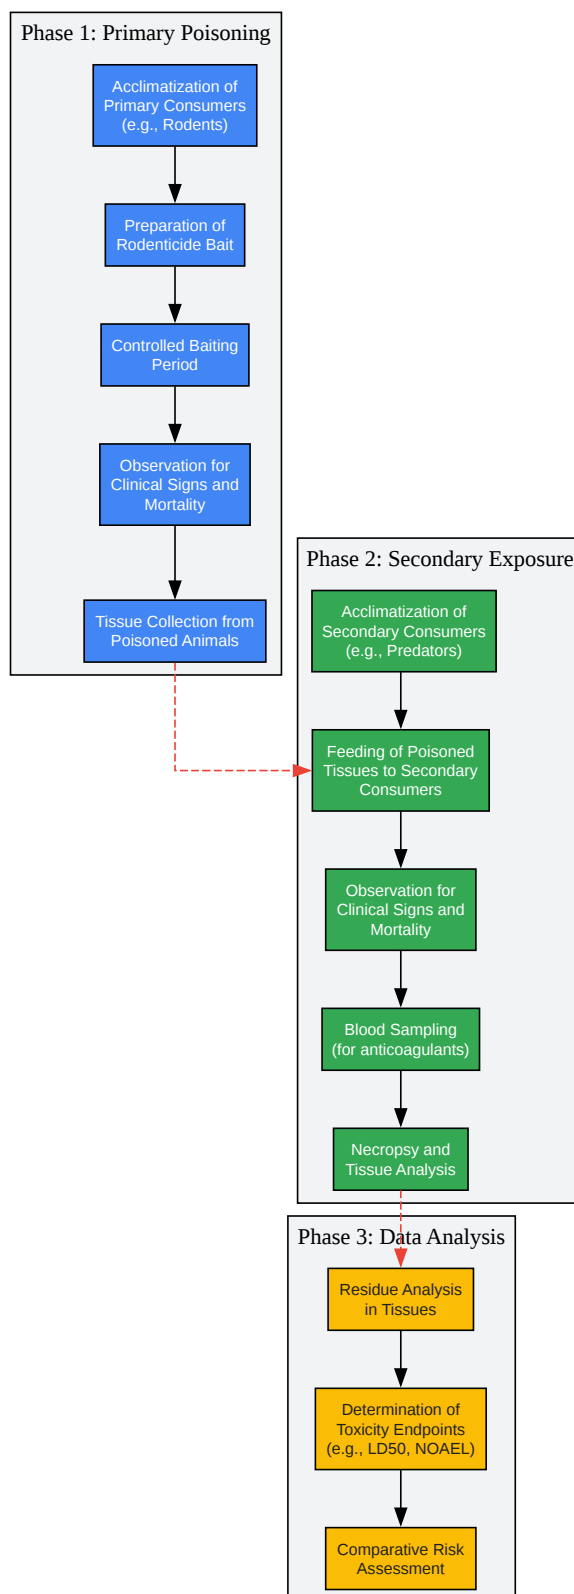 Phase 1: Primary Poisoning
Acclimatization of
Primary Consumers
(e.g., Rodents)
Preparation of
Rodenticide Bait
Controlled Baiting
Period
Observation for
Clinical Signs and
Mortality
Tissue Collection from
Poisoned Animals
Phase 2: Secondary Exposure
Acclimatization of
Secondary Consumers
(e.g., Predators)
Feeding of Poisoned
Tissues to Secondary
Consumers
Observation for
Clinical Signs and
Mortality
Blood Sampling
(for anticoagulants)
Necropsy and
Tissue Analysis
Phase 3: Data Analysis
Residue Analysis
in Tissues
Determination of
Toxicity Endpoints
(e.g., LD50, NOAEL)
Comparative Risk
Assessment